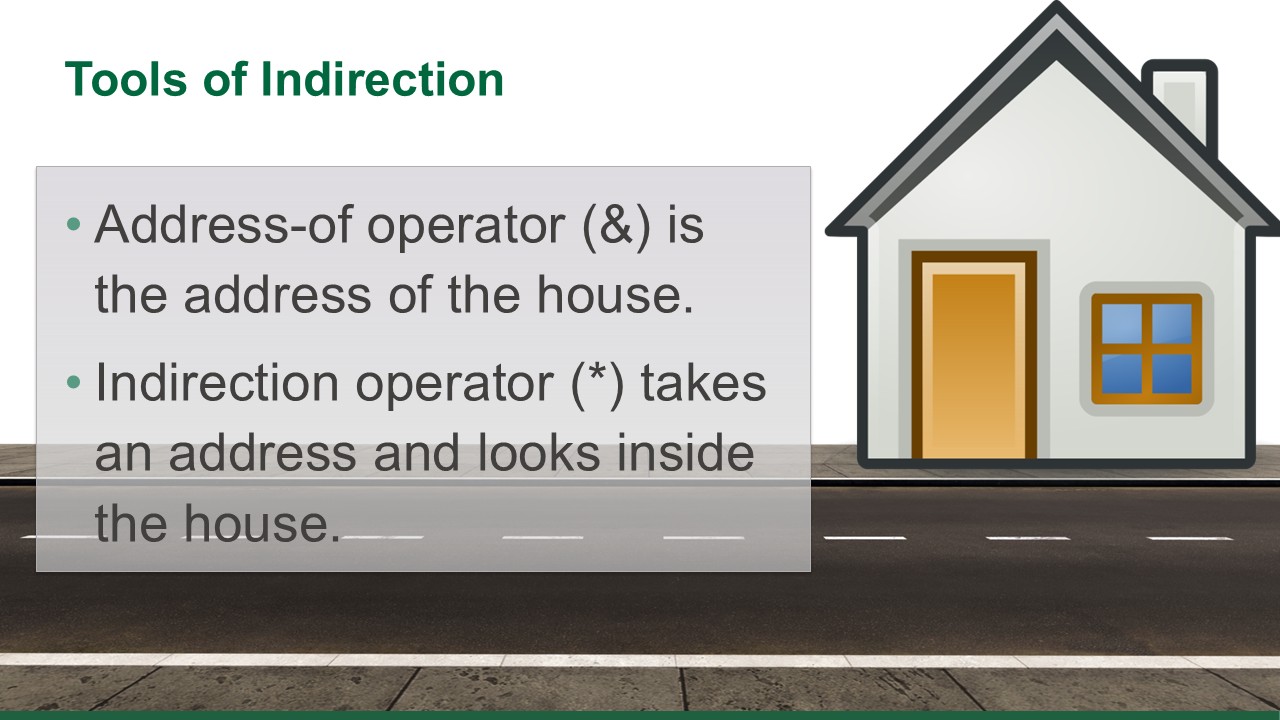 Tools of Indirection
• Address-of operator (&) is
the address of the house.
• Indirection operator (*) takes
an address and looks inside
the house.